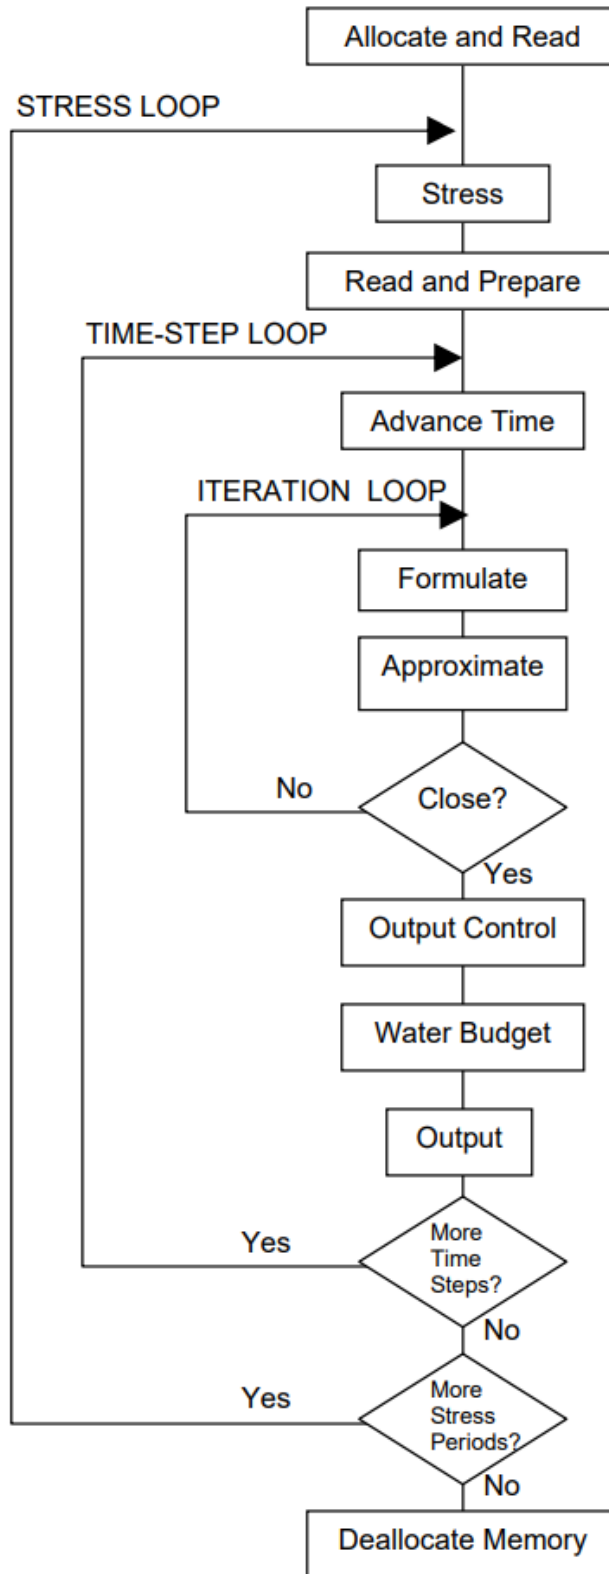 Allocate and Read
STRESS LOOP
Stress
Read and Prepare
TIME-STEP LOOP
Advance Time
ITERATION LOOP
Formulate
Approximate
No
Close?
Yes
Output Control
Water Budget
Output
Yes
More
Time
Steps?
No
Yes
More
Stress
Periods?
No
Deallocate Memory